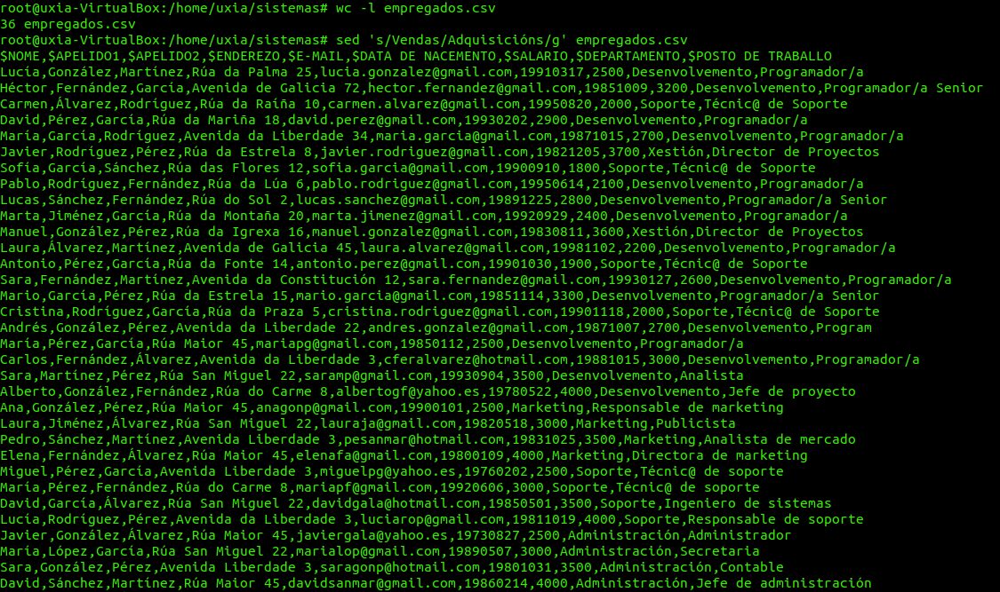 root@uxia-VirtualBox:/home/uxia/sistemas# wc -l empregados.csv
36 empregados.csv
root@uxia-VirtualBox:/home/uxia/sistemas# sed 's/Vendas/Adquisicións/g' empregados.csv
$NOME,$APELIDO1,$APELIDO2,$ENDEREZO,$E-MAIL,$DATA DE NACEMENTO,$SALARIO,$DEPARTAMENTO,$POSTO DE TRABALLO
Lucía,González,Martínez,Rúa da Palma 25,lucia.gonzalez@gmail.com,19910317,2500,Desenvolvemento,Programador/a
Héctor,Fernández,García,Avenida de Galicia 72,hector.fernandez@gmail.com,19851009,3200,Desenvolvemento,Programador/a Senior
Carmen,Álvarez,Rodríguez,Rúa da Raíña 10,carmen.alvarez@gmail.com,19950820,2000,Soporte,Técnic@ de Soporte
David,Pérez,García,Rúa da Mariña 18,david.perez@gmail.com,19930202,2900,Desenvolvemento,Programador/a
María,García,Rodríguez,Avenida da Liberdade 34,maria.garcia@gmail.com,19871015,2700,Desenvolvemento,Programador/a
Javier,Rodríguez,Pérez,Rúa da Estrela 8,javier.rodriguez@gmail.com,19821205,3700,Xestión,Director de Proyectos
Sofía,García,Sánchez,Rúa das Flores 12,sofia.garcia@gmail.com,19900910,1800,Soporte,Técnic@ de Soporte
Pablo,Rodríguez,Fernández,Rúa da Lúa 6,pablo.rodriguez@gmail.com,19950614,2100,Desenvolvemento,Programador/a
Lucas,Sánchez,Fernández,Rúa do Sol 2,lucas.sanchez@gmail.com,19891225,2800,Desenvolvemento,Programador/a Senior
Marta,Jiménez,García,Rúa da Montaña 20,marta.jimenez@gmail.com,19920929,2400,Desenvolvemento,Programador/a
Manuel,González,Pérez,Rúa da Igrexa 16,manuel.gonzalez@gmail.com,19830811,3600,Xestión,Director de Proyectos
Laura,Álvarez,Martínez,Avenida de Galicia 45,laura.alvarez@gmail.com,19981102,2200,Desenvolvemento,Programador/a
Antonio,Pérez,García,Rúa da Fonte 14,antonio.perez@gmail.com,19901030,1900,Soporte,Técnic@ de Soporte
Sara,Fernández,Martínez,Avenida da Constitución 12,sara.fernandez@gmail.com,19930127,2600,Desenvolvemento,Programador/a
Mario,García,Pérez,Rúa da Estrela 15,mario.garcia@gmail.com,19851114,3300,Desenvolvemento,Programador/a Senior
Cristina,Rodríguez,García,Rúa da Praza 5,cristina.rodriguez@gmail.com,19901118,2000,Soporte,Técnic@ de Soporte
Andrés,González,Pérez,Avenida da Liberdade 22,andres.gonzalez@gmail.com,19871007,2700,Desenvolvemento,Program
María,Pérez,García,Rúa Maior 45,mariapg@gmail.com,19850112,2500,Desenvolvemento,Programador/a
Carlos,Fernández,Álvarez,Avenida da Liberdade 3,cferalvarez@hotmail.com,19881015,3000,Desenvolvemento,Programador/a
Sara,Martínez,Pérez,Rúa San Miguel 22,saramp@gmail.com,19930904,3500,Desenvolvemento,Analista
Alberto,González,Fernández,Rúa do Carme 8,albertogf@yahoo.es,19780522,4000,Desenvolvemento,Jefe de proyecto
Ana,González,Pérez,Rúa Maior 45,anagonp@gmail.com,19900101,2500,Marketing,Responsable de marketing
Laura,Jiménez,Álvarez,Rúa San Miguel 22,lauraja@gmail.com,19820518,3000,Marketing,Publicista
Pedro,Sánchez,Martínez,Avenida Liberdade 3,pesanmar@hotmail.com,19831025,3500,Marketing,Analista de mercado
Elena,Fernández,Álvarez,Rúa Maior 45,elenafa@gmail.com,19800109,4000,Marketing,Directora de marketing
Miguel,Pérez,García,Avenida Liberdade 3,miguelpg@yahoo.es,19760202,2500,Soporte,Técnic@ de soporte
María,Pérez,Fernández,Rúa do Carme 8,mariapf@gmail.com,19920606,3000,Soporte,Técnic@ de soporte
David,García,Álvarez,Rúa San Miguel 22,davidgala@hotmail.com,19850501,3500,Soporte,Ingeniero de sistemas
Lucía,Rodríguez,Pérez,Avenida da Liberdade 3,luciarop@gmail.com,19811019,4000,Soporte,Responsable de soporte
Javier,González,Álvarez,Rúa Maior 45,javiergala@yahoo.es,19730827,2500,Administración,Administrador
María,López,García,Rúa San Miguel 22,marialop@gmail.com,19890507,3000,Administración,Secretaria
Sara,González,Pérez,Avenida Liberdade 3,saragonp@hotmail.com,19801031,3500,Administración,Contable
David,Sánchez,Martínez,Rúa Maior 45,davidsanmar@gmail.com,19860214,4000,Administración,Jefe de administración